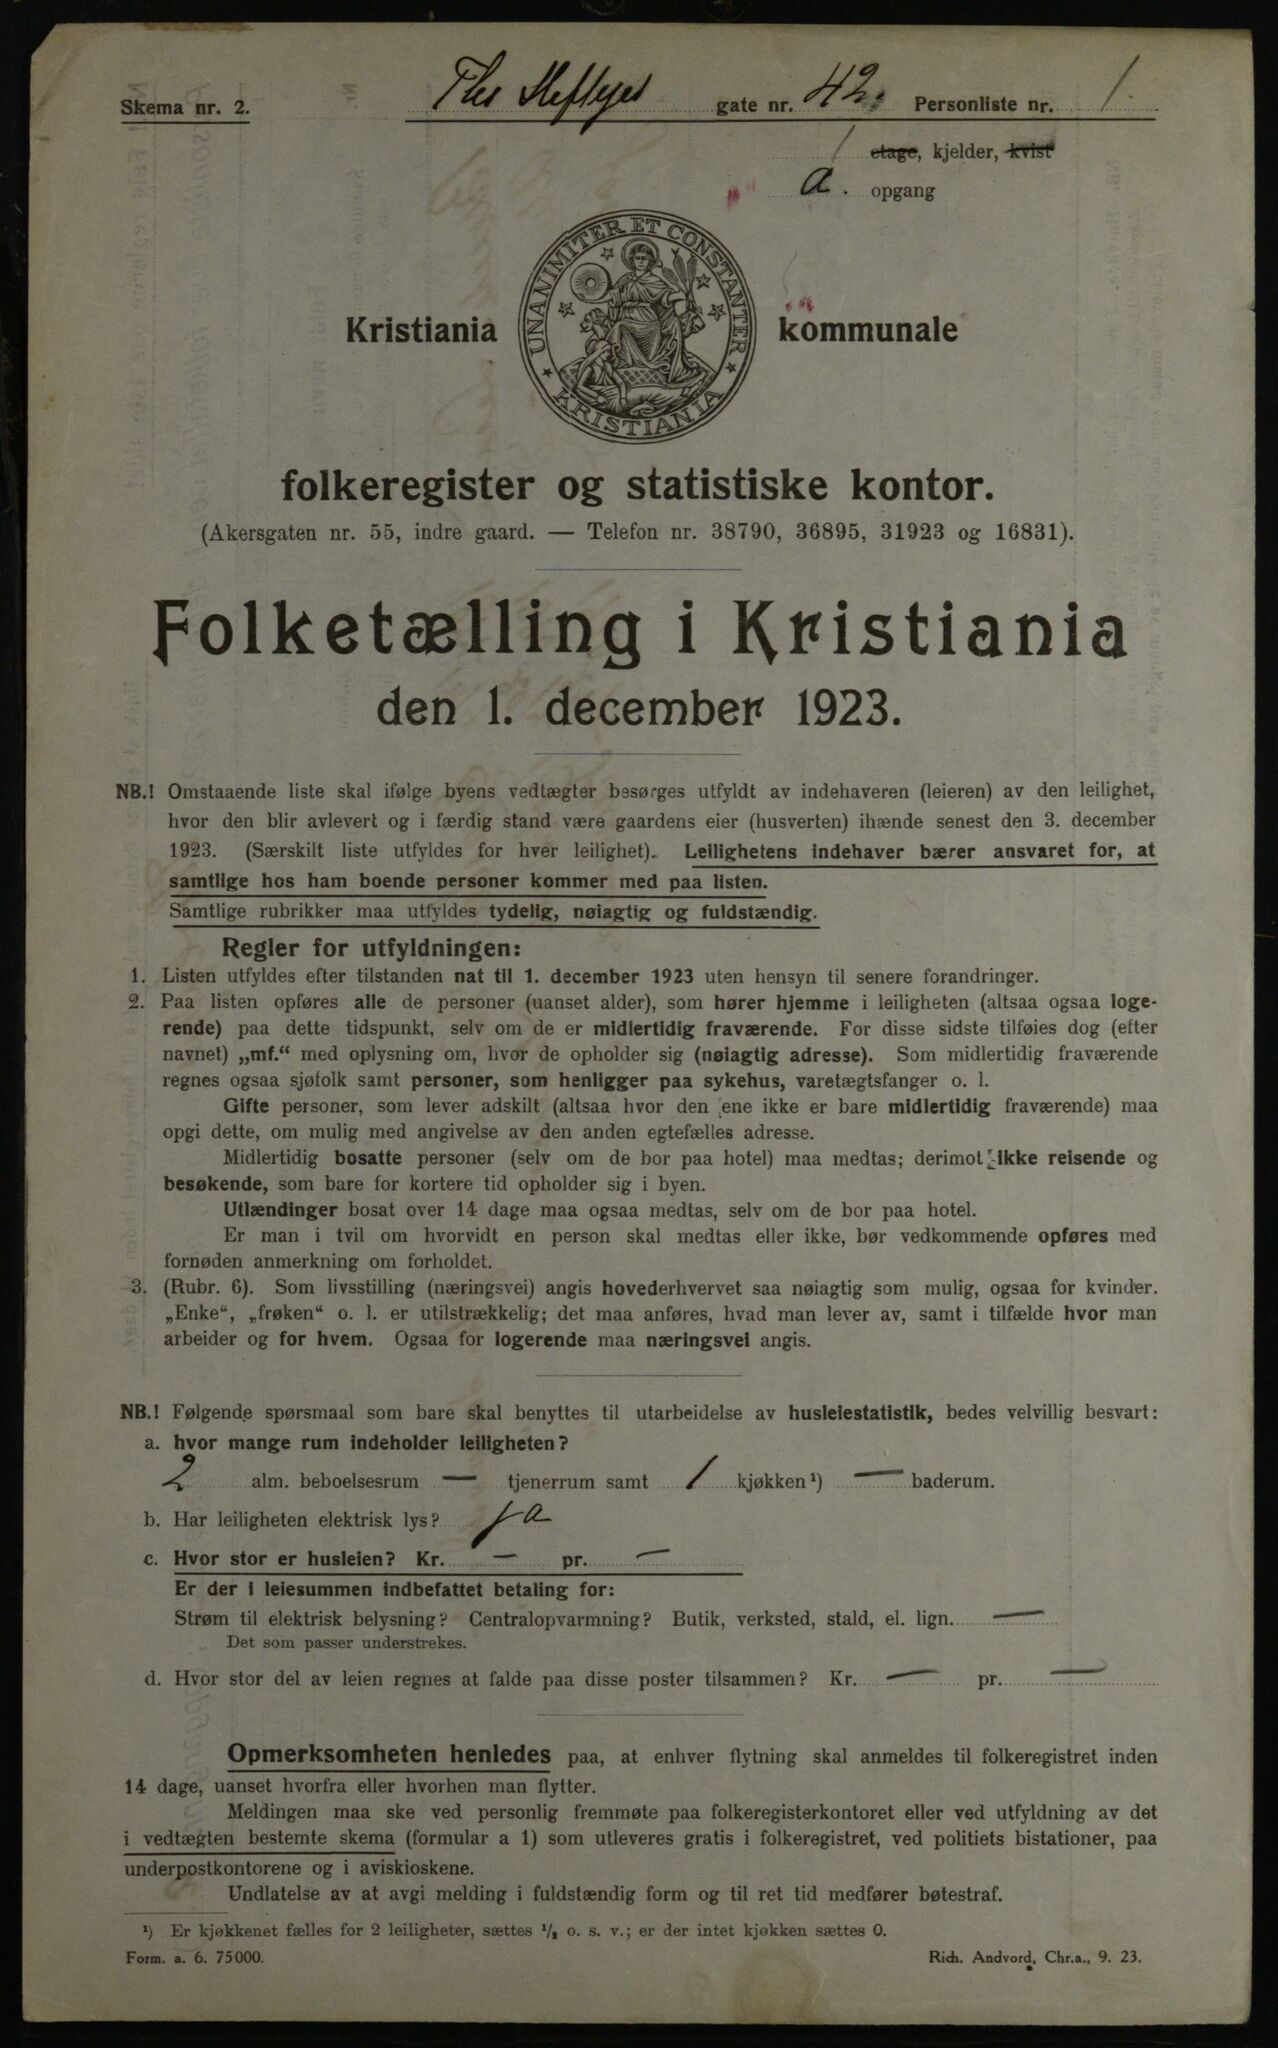 Skema nr. 2.
Ths Heftyes gate nr. 42. Personliste nr. 1.
1 etage, kjelder, kvist
a. opgang
UNANIMITER ET CONSTANTER
KRISTIANIA
Kristiania kommunale
folkeregister og statistiske kontor.
(Akersgaten nr. 55, indre gaard. — Telefon nr. 38790, 36895, 31923 og 16831).
Folketælling i Kristiania
den 1. december 1923.
NB.! Omstaaende liste skal ifølge byens vedtægter besørges utfyldt av indehaveren (leieren) av den leilighet,
hvor den blir avlevert og i færdig stand være gaardens eier (husverten) ihænde senest den 3. december
1923. (Særskilt liste utfyldes for hver leilighet). Leilighetens indehaver bærer ansvaret for, at
samtlige hos ham boende personer kommer med paa listen.
Samtlige rubrikker maa utfyldes tydelig, nøiagtig og fuldstændig.
Regler for utfyldningen:
1. Listen utfyldes efter tilstanden nat til 1. december 1923 uten hensyn til senere forandringer.
2. Paa listen opføres alle de personer (uanset alder), som hører hjemme i leiligheten (altsaa ogsaa loge-
rende) paa dette tidspunkt, selv om de er midlertidig fraværende. For disse sidste tilføies dog (efter
navnet) „mf.“ med oplysning om, hvor de opholder sig (nøiagtig adresse). Som midlertidig fraværende
regnes ogsaa sjøfolk samt personer, som henligger paa sykehus, varetægtsfanger o. l.
Gifte personer, som lever adskilt (altsaa hvor den ene ikke er bare midlertidig fraværende) maa
opgi dette, om mulig med angivelse av den anden egtefælles adresse.
Midlertidig bosatte personer (selv om de bor paa hotel) maa medtas; derimot ikke reisende og
besøkende, som bare for kortere tid opholder sig i byen.
Utlændinger bosat over 14 dage maa ogsaa medtas, selv om de bor paa hotel.
Er man i tvil om hvorvidt en person skal medtas eller ikke, bør vedkommende opføres med
fornøden anmerkning om forholdet.
3. (Rubr. 6). Som livsstilling (næringsvei) angis hovederhvervet saa nøiagtig som mulig, ogsaa for kvinder.
„Enke“, „frøken“ o. l. er utilstrækkelig; det maa anføres, hvad man lever av, samt i tilfælde hvor man
arbeider og for hvem. Ogsaa for logerende maa næringsvei angis.
NB.! Følgende spørsmaal som bare skal benyttes til utarbeidelse av husleiestatistik, bedes velvillig besvart:
a. hvor mange rum indeholder leiligheten?
2 alm. beboelsesrum — tjenerrum samt 1 kjøkken ¹) — baderum.
b. Har leiligheten elektrisk lys? ja
c. Hvor stor er husleien? Kr. — pr. —
Er der i leiesummen indbefattet betaling for:
Strøm til elektrisk belysning? Centralopvarmning? Butik, verksted, stald, el. lign. —
Det som passer understrekes.
d. Hvor stor del av leien regnes at falde paa disse poster tilsammen? Kr. — pr. —
Opmerksomheten henledes paa, at enhver flytning skal anmeldes til folkeregistret inden
14 dage, uanset hvorfra eller hvorhen man flytter.
Meldingen maa ske ved personlig fremmøte paa folkeregisterkontoret eller ved utfyldning av det
i vedtægten bestemte skema (formular a 1) som utleveres gratis i folkeregistret, ved politiets bistationer, paa
underpostkontorene og i aviskioskene.
Undlatelse av at avgi melding i fuldstændig form og til ret tid medfører bøtestraf.
¹) Er kjøkkenet fælles for 2 leiligheter, sættes 1/2 o. s. v.; er der intet kjøkken sættes 0.
Form. a. 6. 75000.
Rich. Andvord, Chr.a., 9. 23.